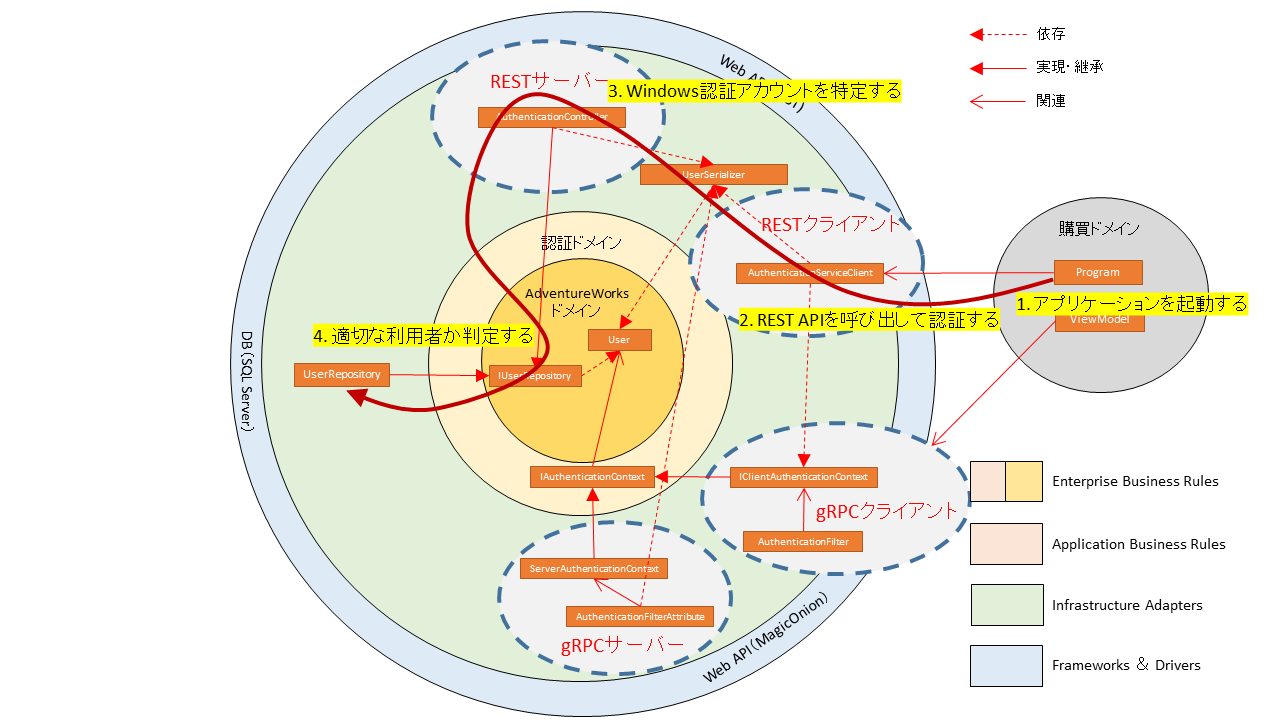 依存
実現・継承
関連
RESTサーバー
Web A
3. Windows認証アカウントを特定する
AuthenticationController
UserSerializer
RESTクライアント
AuthenticationServiceClient
購買ドメイン
Program
1.アプリケーションを起動する
ViewModel
2. REST APIを呼び出して認証する
認証ドメイン
AdventureWorks
ドメイン
User
4. 適切な利用者か判定する
UserRepository
IUserRepository
DB（SQL Server）
IAuthenticationContext
IClientAuthenticationContext
gRPCクライアント
AuthenticationFilter
ServerAuthenticationContext
AuthenticationFilterAttribute
gRPCサーバー
Web API（MagicOnion）
Enterprise Business Rules
Application Business Rules
Infrastructure Adapters
Frameworks ＆ Drivers